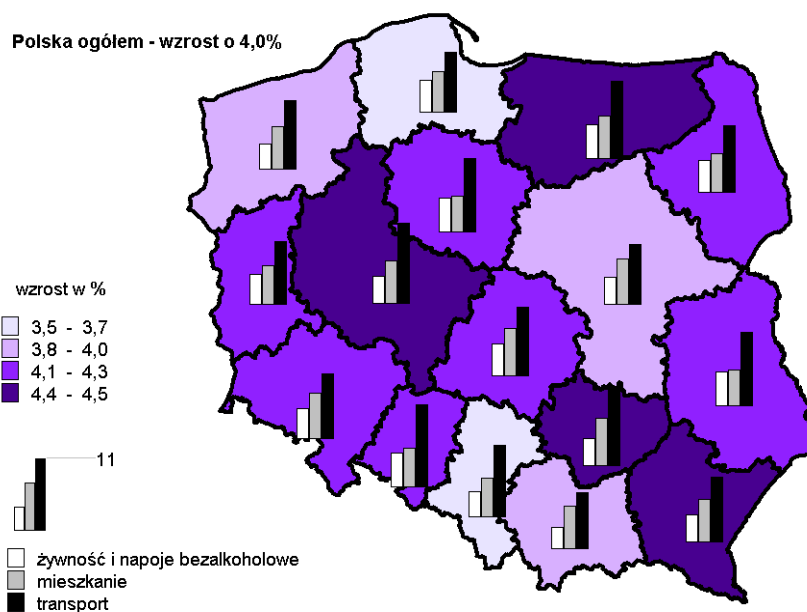 Polska ogółem - wzrost o 4,0%
wzrost w %
3,5 - 3,7
3,8 - 4,0
4,1 - 4,3
4,4 - 4,5
11
żywność i napoje bezalkoholowe
mieszkanie
transport